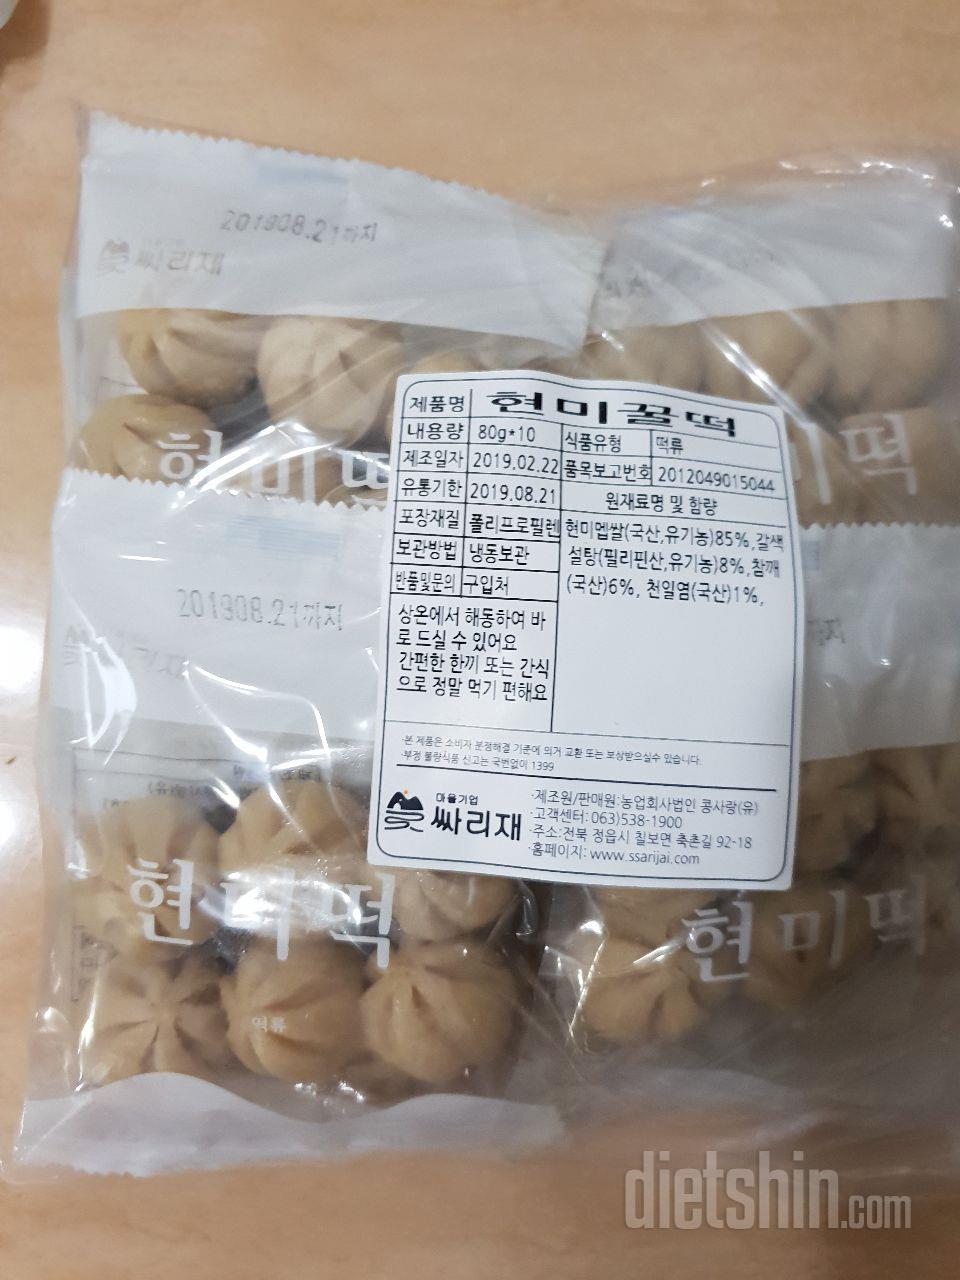 201908.21까지
싸리재
현미떡
미떡
제품명 현미꿀떡
내용량 80g*10 식품유형 떡류
제조일자 2019.02.22 품목보고번호 2012049015044
유통기한 2019.08.21 원재료명 및 함량
포장재질 폴리프로필렌
보관방법 냉동보관
반품및문의 구입처
현미멥쌀(국산,유기농)85%,갈색
설탕(필리핀산,유기농)8%,참깨
(국산)6%, 천일염(국산)1%,
상온에서 해동하여 바
로 드실 수 있어요
간편한 한끼 또는 간식
으로 정말 먹기 편해요
·본 제품은 소비자 분쟁해결 기준에 의거 교환 또는 보상받으실수 있습니다.
·부정 불량식품 신고는 국번없이 1399
마을기업
싸리재
·제조원/판매원:농업회사법인 콩사랑(유)
·고객센터: 063)538-1900
·주소:전북 정읍시 칠보면 축촌길 92-18
·홈페이지: www.ssarijai.com
201908.21까지
까지
현미떡
떡류
현미떡
dietshin.com